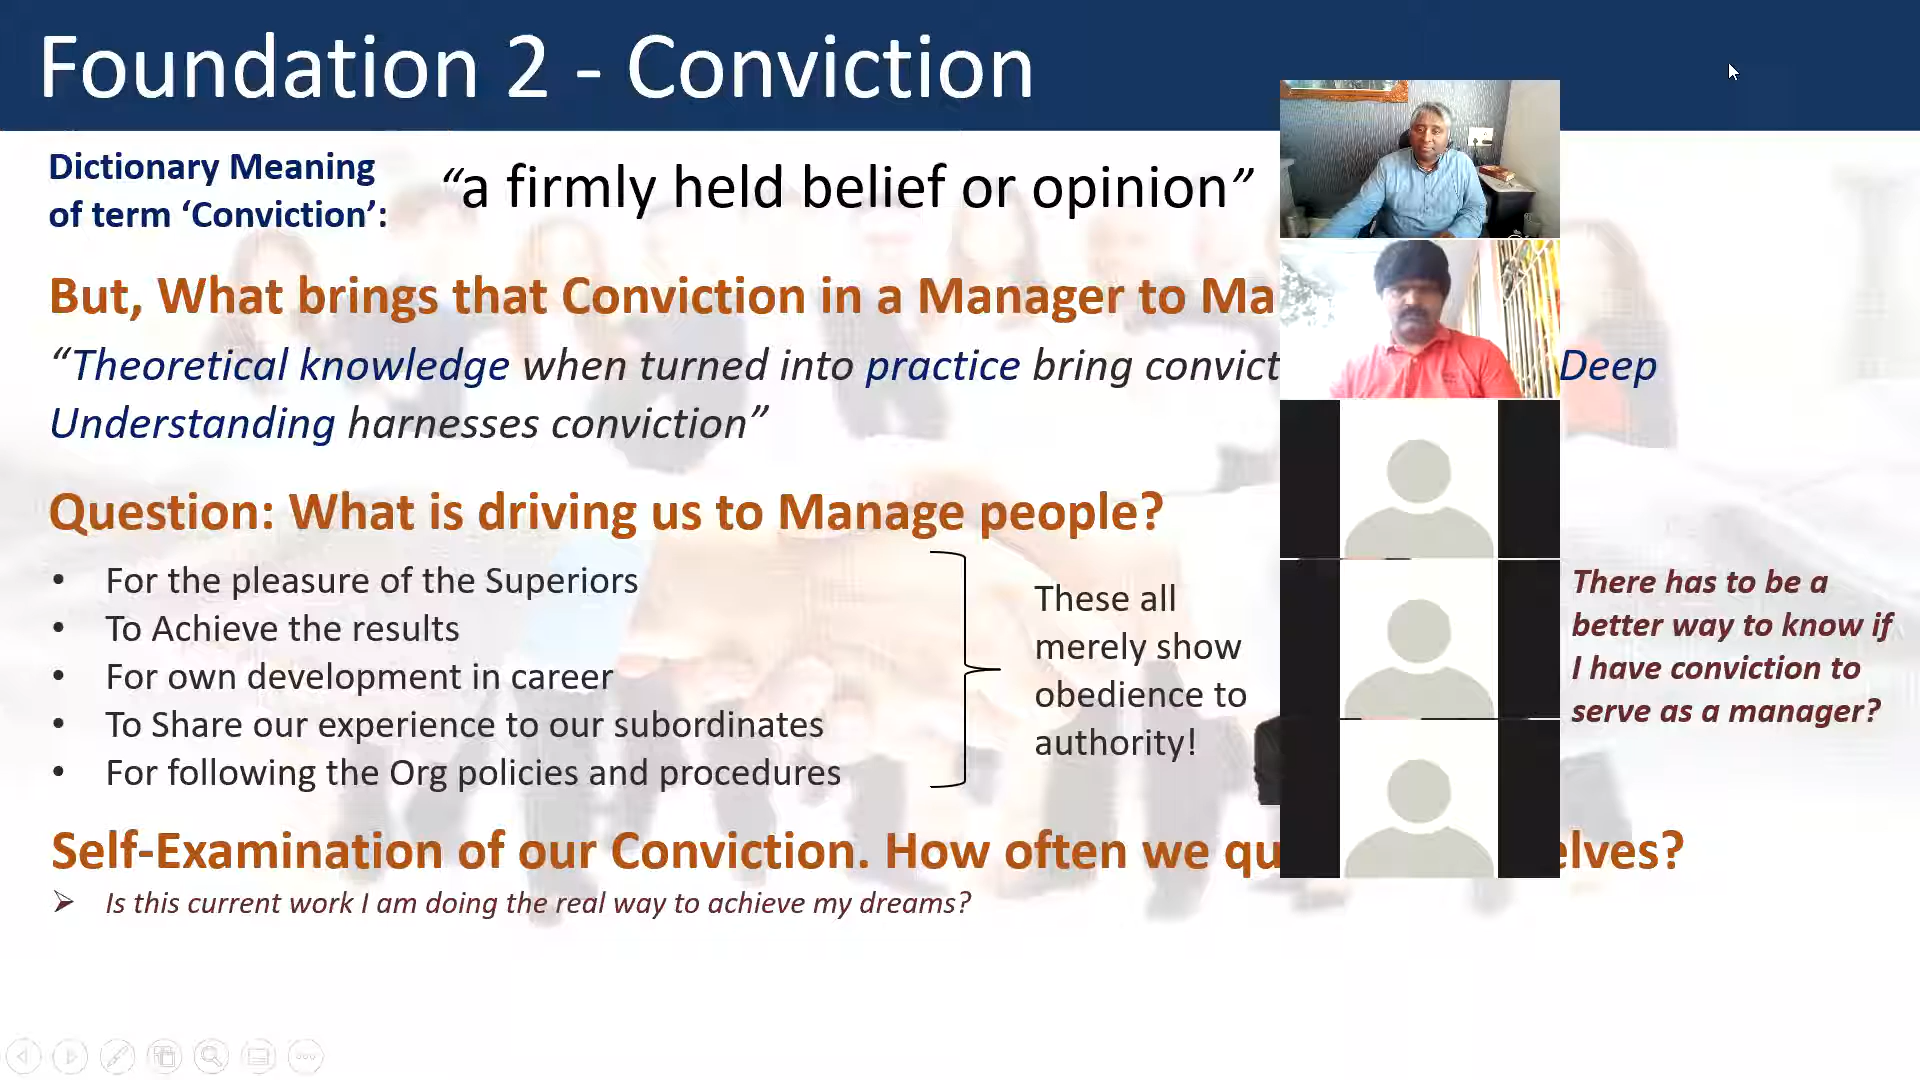 Foundation 2 - Conviction
Dictionary Meaning
of term ‘Conviction’:
“a firmly held belief or opinion”
But, What brings that Conviction in a Manager to
“Theoretical knowledge when turned into practice bring Deep
Understanding harnesses conviction”
Question: What is driving us to Manage people?
• For the pleasure of the Superiors
• To Achieve the results
• For own development in career
• To Share our experience to our subordinates
• For following the Org policies and procedures
These all
merely show
obedience to
authority!
There has to be a
better way to know if
I have conviction to
serve as a manager?
Self-Examination of our Conviction. How often we
➢ Is this current work I am doing the real way to achieve my dreams?